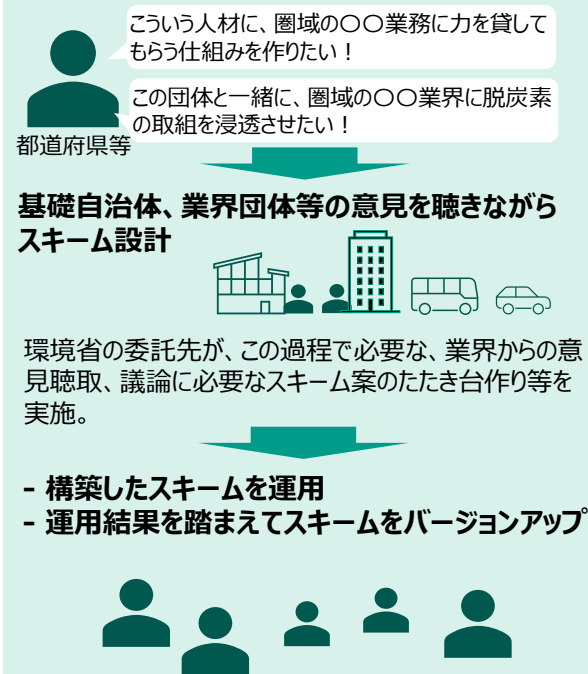 こういう人材に、圏域の〇〇業務に力を貸して
もらう仕組みを作りたい！
この団体と一緒に、圏域の〇〇業界に脱炭素
の取組を浸透させたい！
都道府県等
基礎自治体、業界団体等の意見を聴きながら
スキーム設計
環境省の委託先が、この過程で必要な、業界からの意
見聴取、議論に必要なスキーム案のたたき台作り等を
実施。
- 構築したスキームを運用
- 運用結果を踏まえてスキームをバージョンアップ